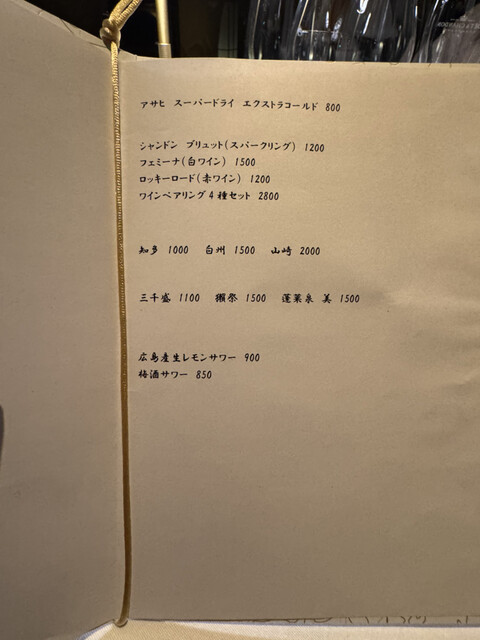 アサヒ スーパードライ エクストラコールド 800
シャンドン ブリュット(スパークリング) 1200
フェミーナ(白ワイン) 1500
ロッキーロード(赤ワイン) 1200
ワインペアリング4種セット 2800
知多 1000 白州 1500 山崎 2000
三千盛 1100 獺祭 1500 蓬莱泉 美 1500
広島産生レモンサワー 900
梅酒サワー 850